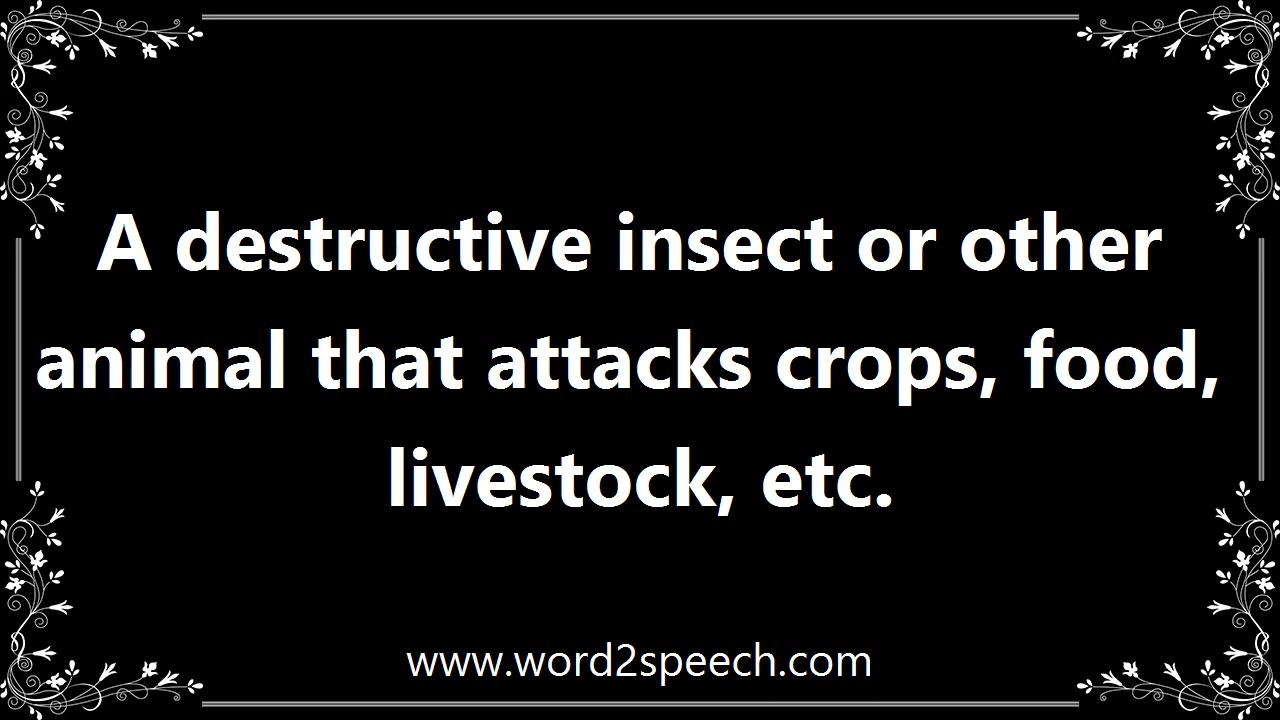 A destructive insect or other
animal that attacks crops, food,
livestock, etc.
www.word2speech.com